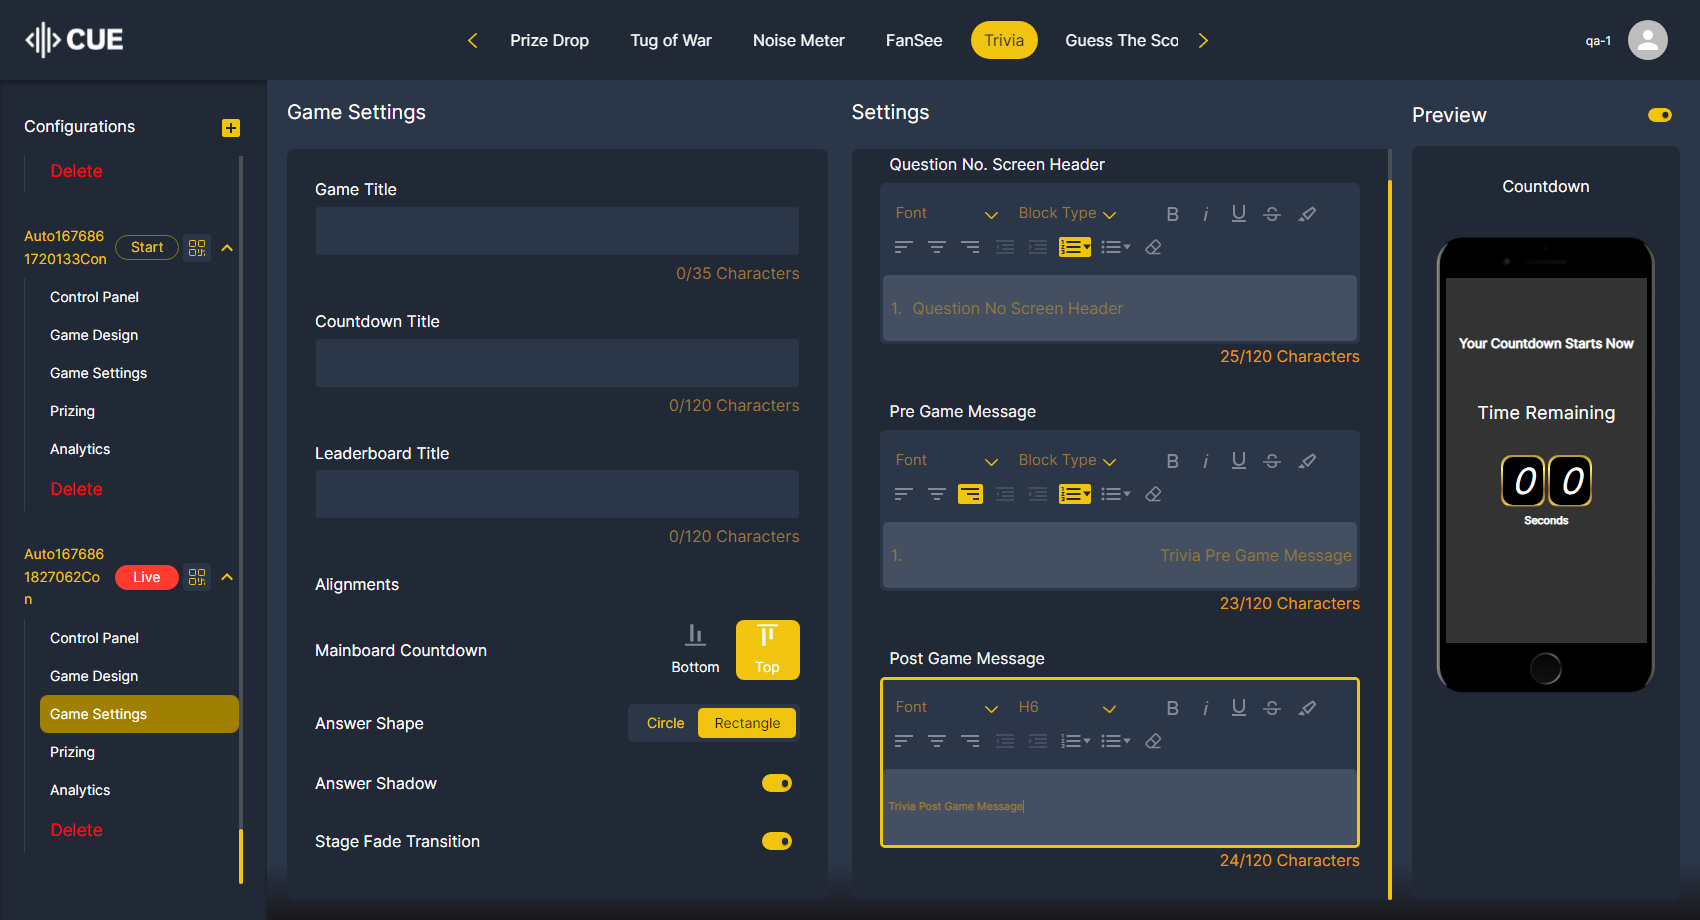 CUE
Prize Drop
Tug of War
Noise Meter
FanSee
Trivia
Guess The Sco
qa-1
Configurations
Delete
Auto167686
1720133Con
Start
Control Panel
Game Design
Game Settings
Prizing
Analytics
Delete
Auto167686
1827062Co
n
Live
Control Panel
Game Design
Game Settings
Prizing
Analytics
Delete
Game Settings
Game Title
0/35 Characters
Countdown Title
0/120 Characters
Leaderboard Title
0/120 Characters
Alignments
Mainboard Countdown
Bottom
Top
Answer Shape
Circle
Rectangle
Answer Shadow
Stage Fade Transition
Settings
Question No. Screen Header
Font
Block Type
B i U S
1. Question No Screen Header
25/120 Characters
Pre Game Message
Font
Block Type
B i U S
1. Trivia Pre Game Message
23/120 Characters
Post Game Message
Font
H6
B i U S
Trivia Post Game Message
24/120 Characters
Preview
Countdown
Your Countdown Starts Now
Time Remaining
0 0
Seconds